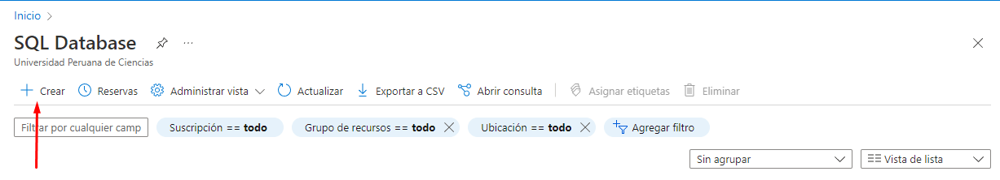 Inicio
SQL Database
Universidad Peruana de Ciencias
Crear Reservas Administrar vista Actualizar Exportar a CSV Abrir consulta Asignar etiquetas Eliminar
Filtrar por cualquier camp Suscripción == todo Grupo de recursos == todo Ubicación == todo Agregar filtro
Sin agrupar Vista de lista